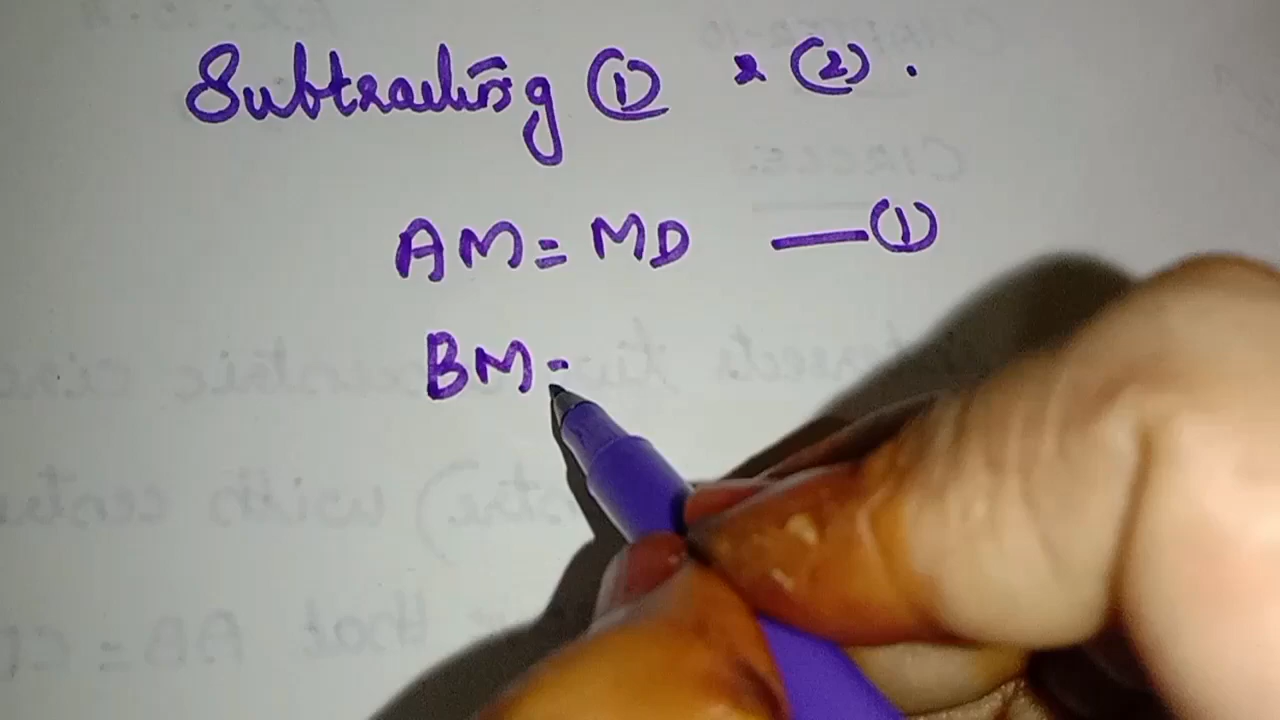 Subtracting ① & (2).
AM = MD — ①
BM =